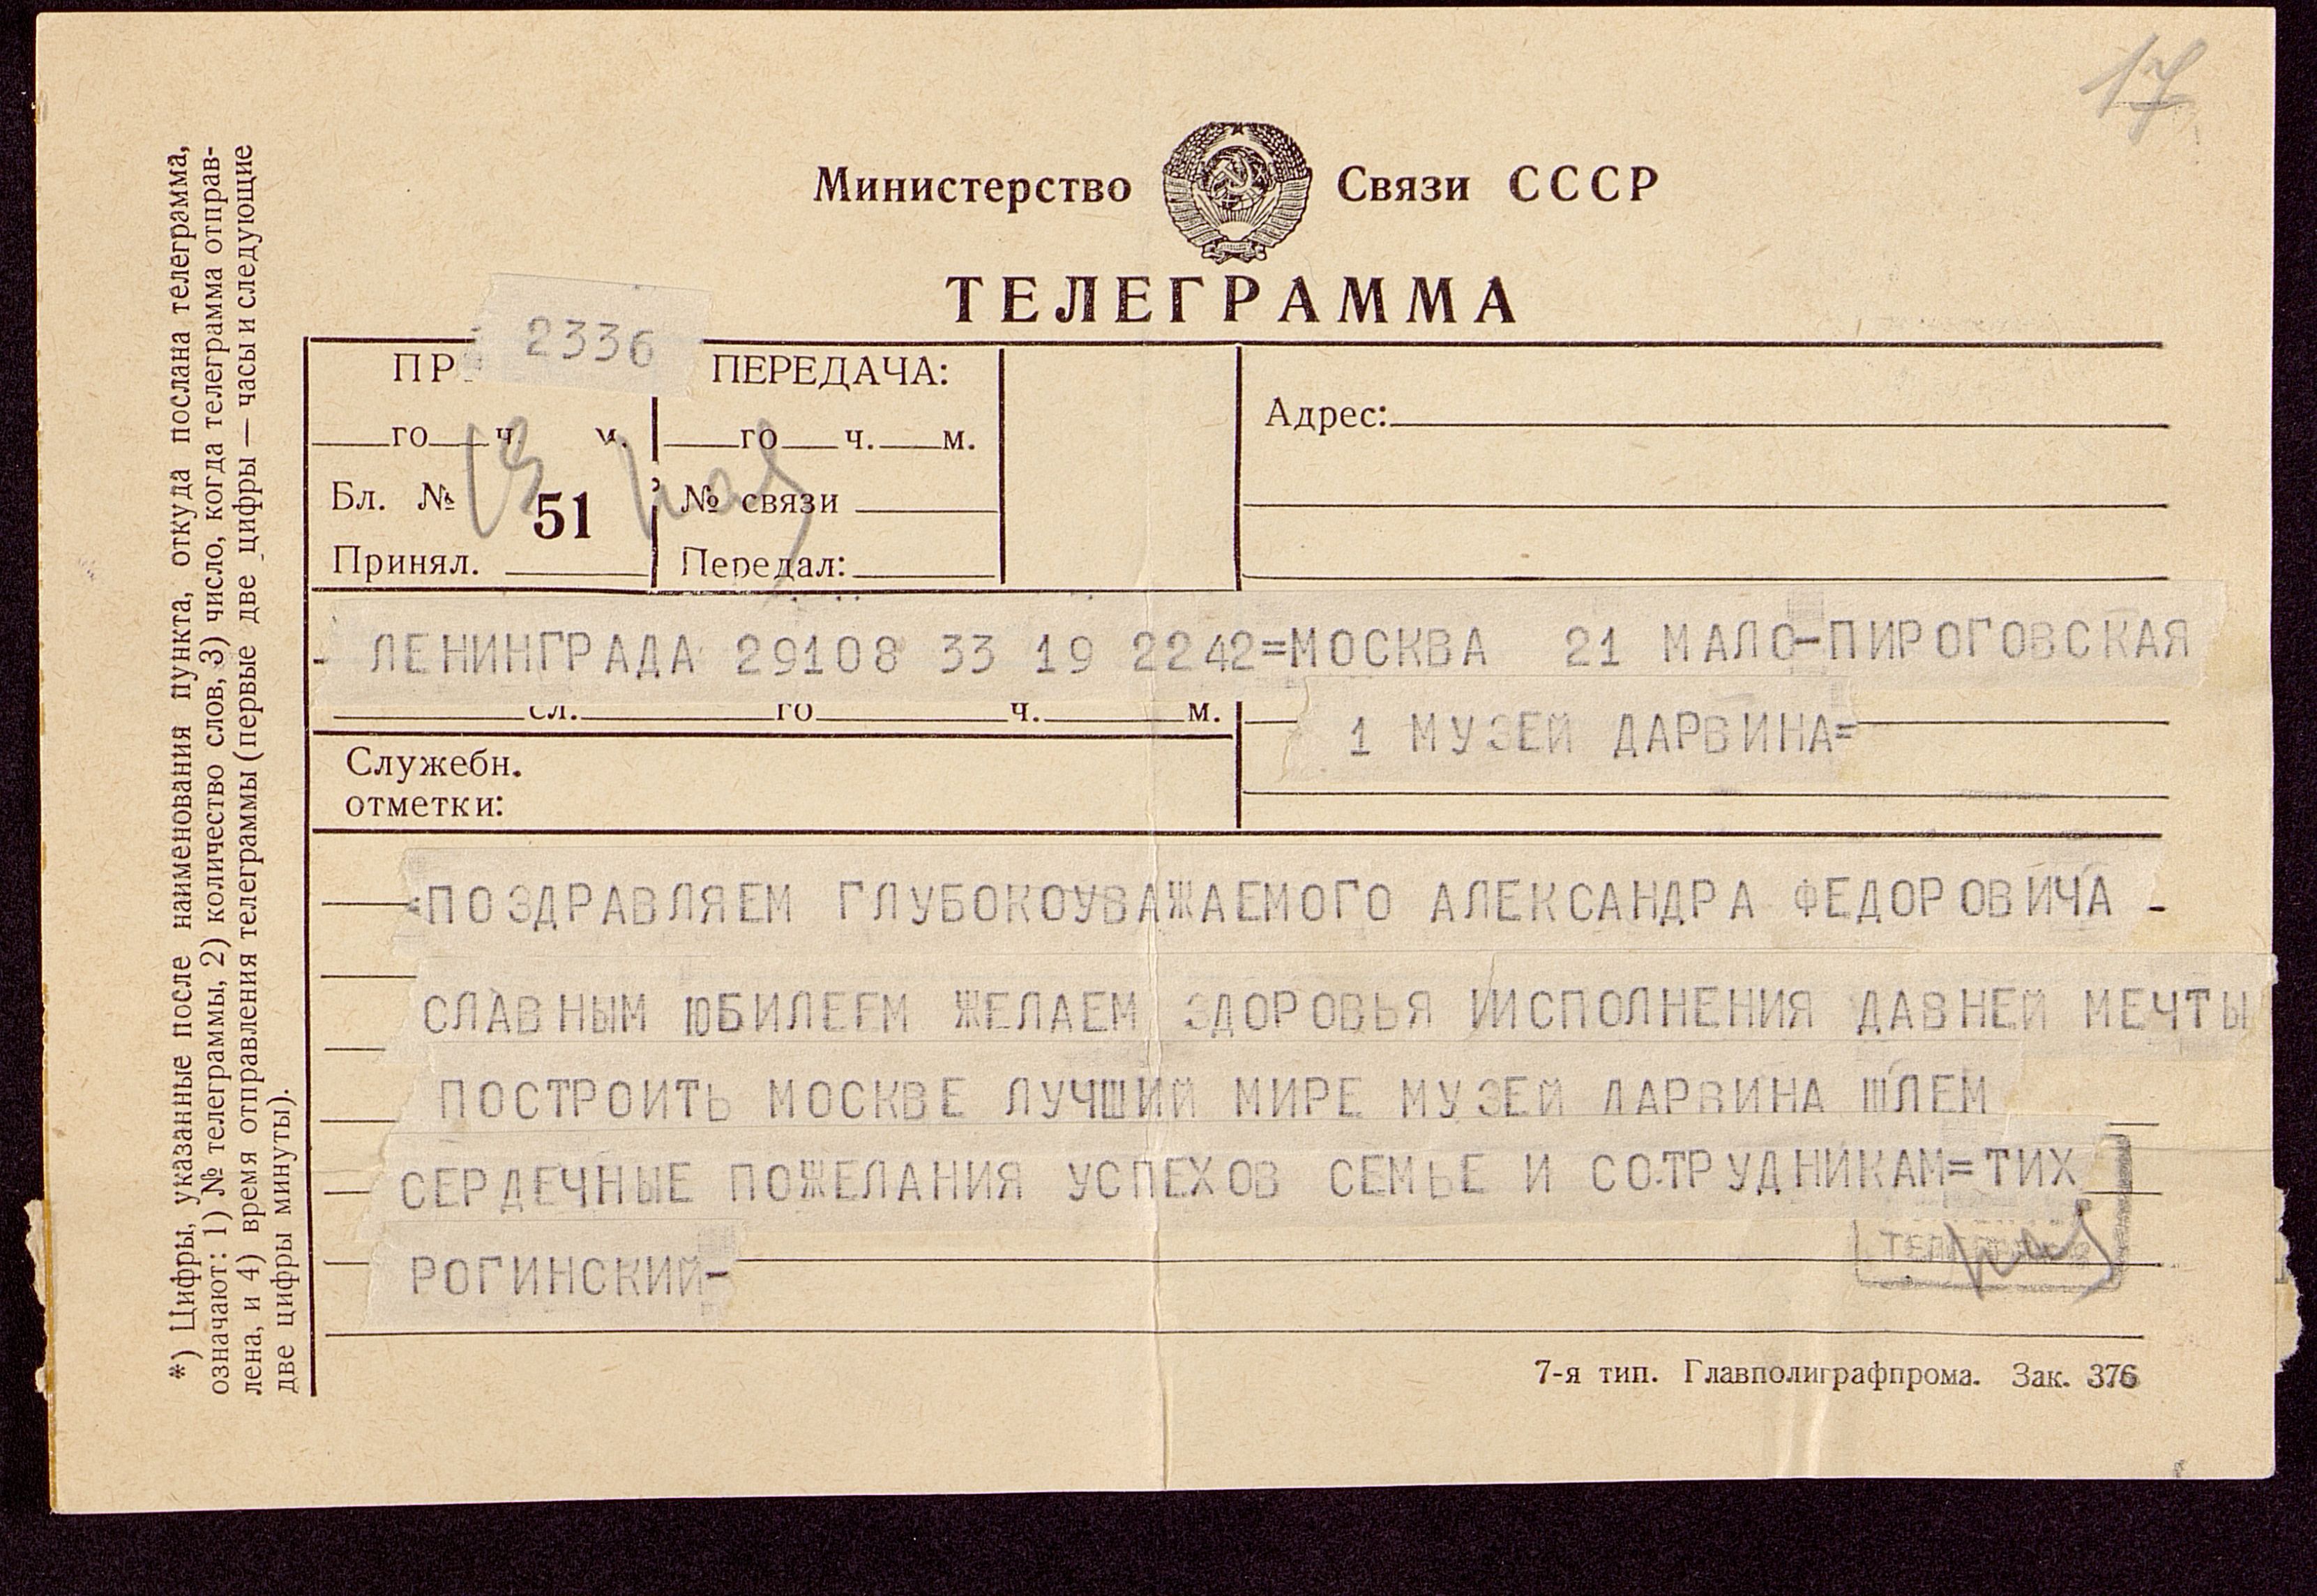 17
Министерство Связи СССР
ТЕЛЕГРАММА
2336
ПР
ПЕРЕДАЧА:
го ч. м.
го ч. м.
Адрес:
Бл. №
51
№ связи
Принял.
Передал:
ЛЕНИНГРАДА 29108 33 19 2242=МОСКВА 21 МАЛО-ПИРОГОВСКАЯ
сл. го ч. м.
1 МУЗЕЙ ДАРВИНА=
Служебн.
отметки:
=ПОЗДРАВЛЯЕМ ГЛУБОКОУВАЖАЕМОГО АЛЕКСАНДРА ФЕДОРОВИЧА -
СЛАВНЫМ ЮБИЛЕЕМ ЖЕЛАЕМ ЗДОРОВЬЯ ИИСПОЛНЕНИЯ ДАВНЕЙ МЕЧТЫ
ПОСТРОИТЬ МОСКВЕ ЛУЧШИЙ МИРЕ МУЗЕЙ ДАРВИНА ШЛЕМ
СЕРДЕЧНЫЕ ПОЖЕЛАНИЯ УСПЕХОВ СЕМЬЕ И СОТРУДНИКАМ=ТИХ
РОГИНСКИЙ-
7-я тип. Главполиграфпрома. Зак. 376
*) Цифры, указанные после наименования пункта, откуда послана телеграмма,
означают: 1) № телеграммы, 2) количество слов, 3) число, когда телеграмма отправ-
лена, и 4) время отправления телеграммы (первые две цифры — часы и следующие
две цифры минуты).